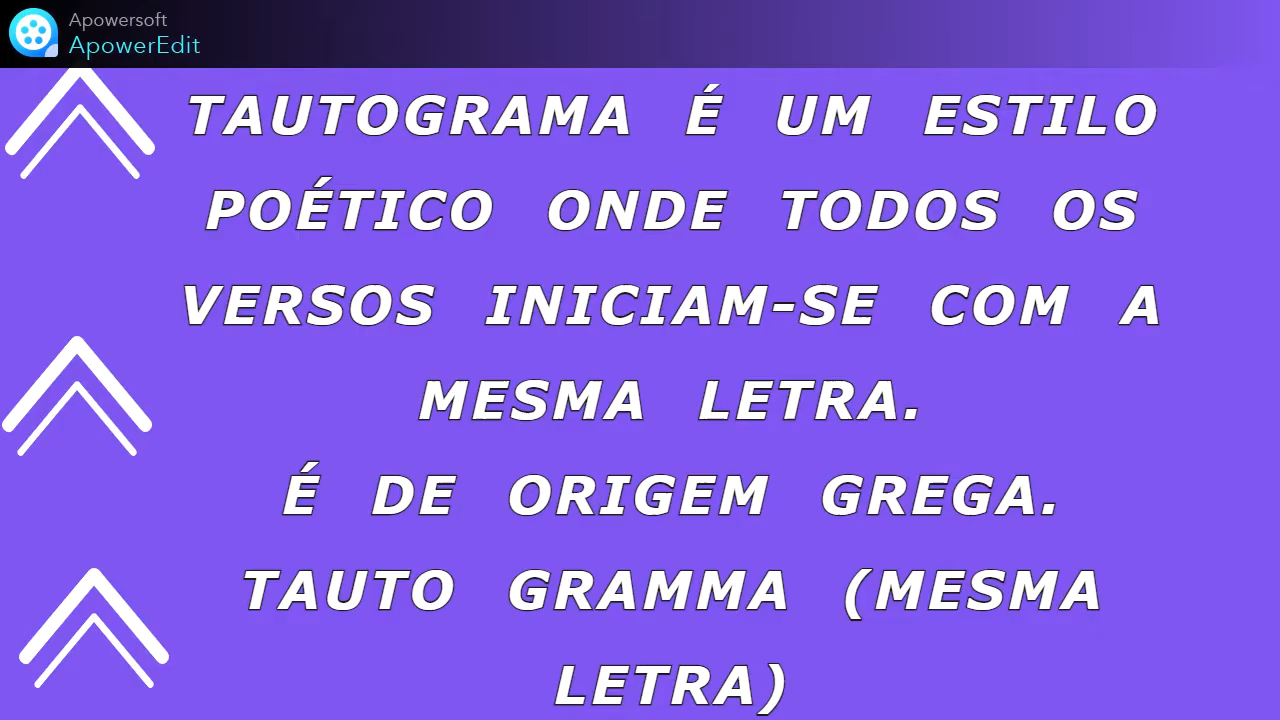 Apowersoft
ApowerEdit
TAUTOGRAMA É UM ESTILO
POÉTICO ONDE TODOS OS
VERSOS INICIAM-SE COM A
MESMA LETRA.
É DE ORIGEM GREGA.
TAUTO GRAMMA (MESMA
LETRA)